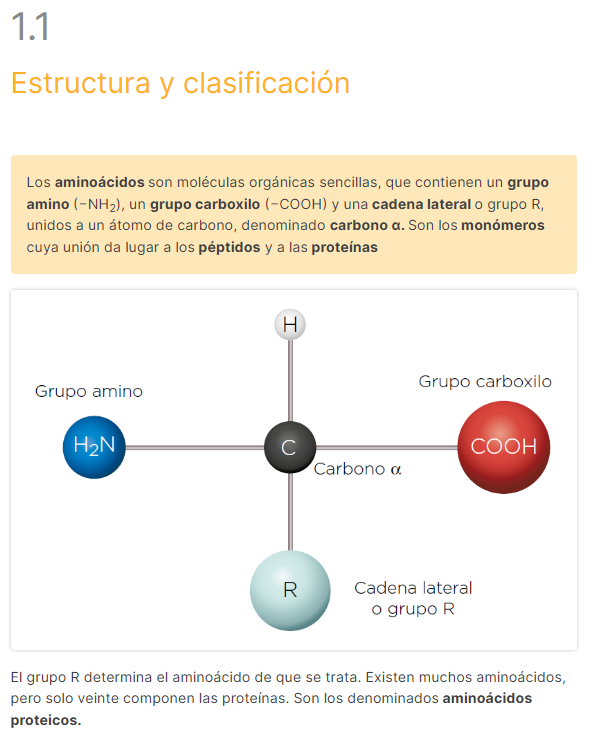 1.1
Estructura y clasificación
Los aminoácidos son moléculas orgánicas sencillas, que contienen un grupo
amino (−NH₂), un grupo carboxilo (−COOH) y una cadena lateral o grupo R,
unidos a un átomo de carbono, denominado carbono α. Son los monómeros
cuya unión da lugar a los péptidos y a las proteínas
H
Grupo amino
Grupo carboxilo
H₂N
C
COOH
Carbono α
R
Cadena lateral
o grupo R
El grupo R determina el aminoácido de que se trata. Existen muchos aminoácidos,
pero solo veinte componen las proteínas. Son los denominados aminoácidos
proteicos.